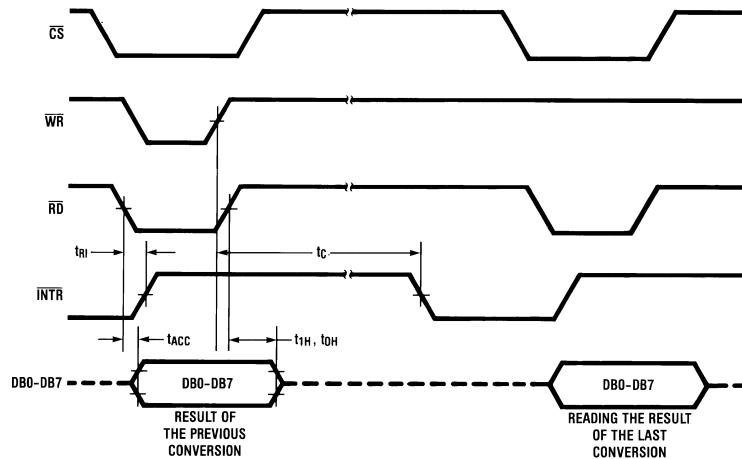 CS
WR
RD
tRI
tC
INTR
tACC
t1H, t0H
DB0-DB7
DB0-DB7
DB0-DB7
RESULT OF
THE PREVIOUS
CONVERSION
READING THE RESULT
OF THE LAST
CONVERSION